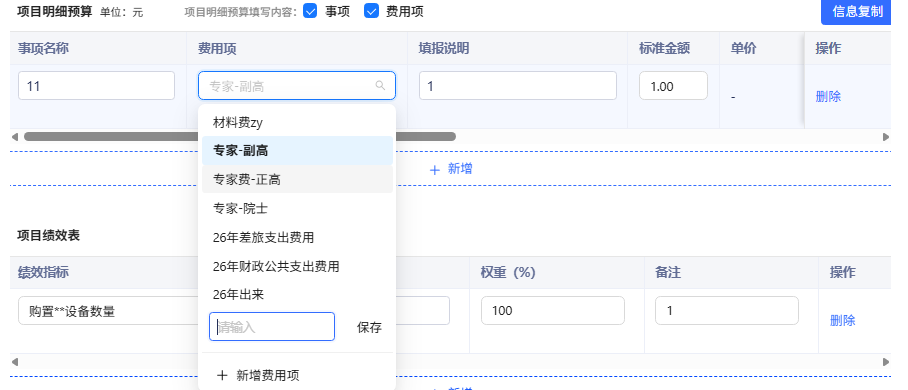 项目明细预算 单位：元 项目明细预算填写内容： 事项 费用项 信息复制
事项名称 费用项 填报说明 标准金额 单价 操作
11 专家-副高 1 1.00 - 删除
材料费zy
专家-副高
专家费-正高
专家-院士
26年差旅支出费用
26年财政公共支出费用
26年出来
请输入 保存
新增费用项
新增
项目绩效表
绩效指标 权重（%） 备注 操作
购置**设备数量 100 1 删除
新增